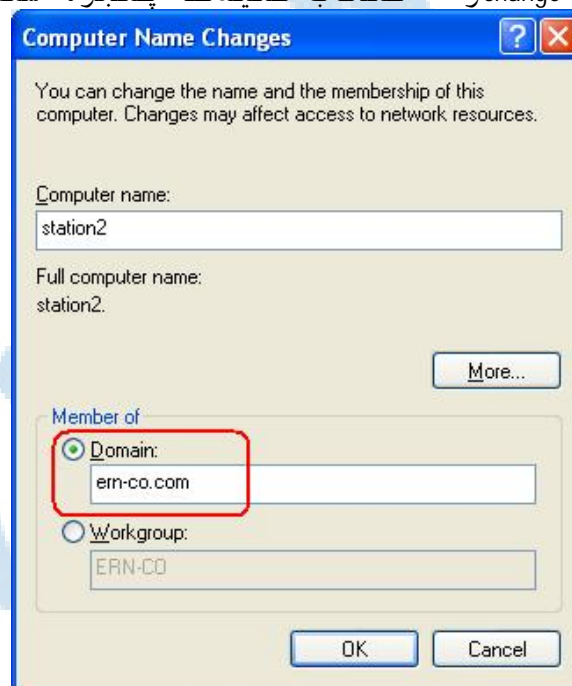 change
Computer Name Changes
You can change the name and the membership of this
computer. Changes may affect access to network resources.
Computer name:
station2
Full computer name:
station2.
More...
Member of
Domain:
ern-co.com
Workgroup:
ERN-CO
OK Cancel